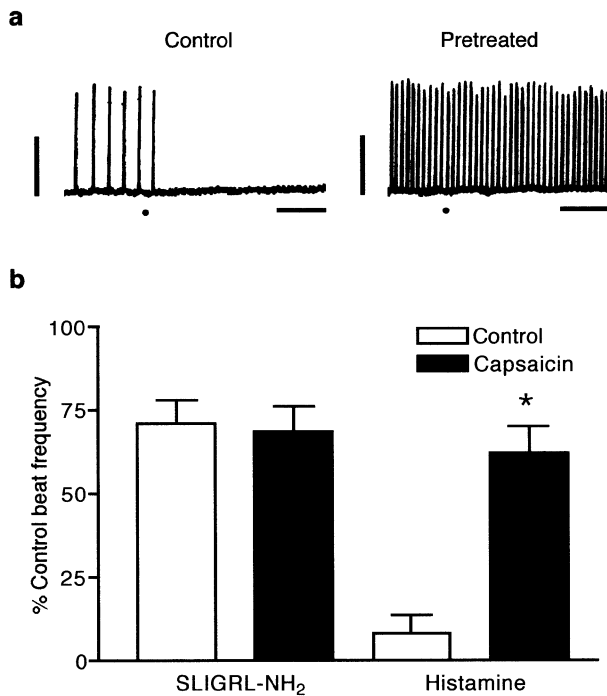 a
Control
Pretreated
b
% Control beat frequency
100
75
50
25
0
Control
Capsaicin
*
SLIGRL-NH₂
Histamine